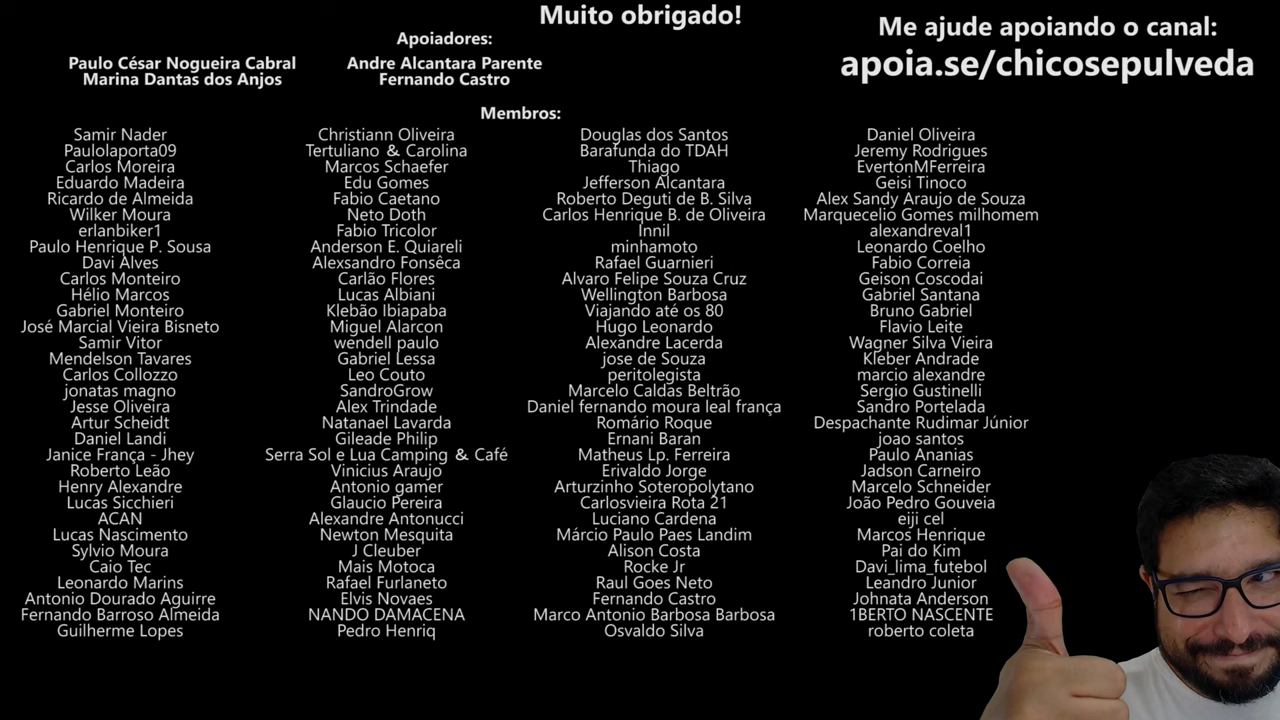 Muito obrigado!
Me ajude apoiando o canal:
apoia.se/chicosepulveda
Apoiadores:
Paulo César Nogueira Cabral
Marina Dantas dos Anjos
Andre Alcantara Parente
Fernando Castro
Membros:
Samir Nader
Paulolaporta09
Carlos Moreira
Eduardo Madeira
Ricardo de Almeida
Wilker Moura
erlanbiker1
Paulo Henrique P. Sousa
Davi Alves
Carlos Monteiro
Hélio Marcos
Gabriel Monteiro
José Marcial Vieira Bisneto
Samir Vitor
Mendelson Tavares
Carlos Collozzo
jonatas magno
Jesse Oliveira
Artur Scheidt
Daniel Landi
Janice França - Jhey
Roberto Leão
Henry Alexandre
Lucas Sicchieri
ACAN
Lucas Nascimento
Sylvio Moura
Caio Tec
Leonardo Marins
Antonio Dourado Aguirre
Fernando Barroso Almeida
Guilherme Lopes
Christiann Oliveira
Tertuliano & Carolina
Marcos Schaefer
Edu Gomes
Fabio Caetano
Neto Doth
Fabio Tricolor
Anderson E. Quiareli
Alexsandro Fonsêca
Carlão Flores
Lucas Albiani
Klebão Ibiapaba
Miguel Alarcon
wendell paulo
Gabriel Lessa
Leo Couto
SandroGrow
Alex Trindade
Natanael Lavarda
Gileade Philip
Serra Sol e Lua Camping & Café
Vinicius Araujo
Antonio gamer
Glaucio Pereira
Alexandre Antonucci
Newton Mesquita
J Cleuber
Mais Motoca
Rafael Furlaneto
Elvis Novaes
NANDO DAMACENA
Pedro Henriq
Douglas dos Santos
Barafunda do TDAH
Thiago
Jefferson Alcantara
Roberto Deguti de B. Silva
Carlos Henrique B. de Oliveira
Innil
minhamoto
Rafael Guarnieri
Alvaro Felipe Souza Cruz
Wellington Barbosa
Viajando até os 80
Hugo Leonardo
Alexandre Lacerda
jose de Souza
peritolegista
Marcelo Caldas Beltrão
Daniel fernando moura leal frança
Romário Roque
Ernani Baran
Matheus Lp. Ferreira
Erivaldo Jorge
Arturzinho Soteropolytano
Carlosvieira Rota 21
Luciano Cardena
Márcio Paulo Paes Landim
Alison Costa
Rocke Jr
Raul Goes Neto
Fernando Castro
Marco Antonio Barbosa Barbosa
Osvaldo Silva
Daniel Oliveira
Jeremy Rodrigues
EvertonMFerreira
Geisi Tinoco
Alex Sandy Araujo de Souza
Marquecelio Gomes milhomem
alexandreval1
Leonardo Coelho
Fabio Correia
Geison Coscodai
Gabriel Santana
Bruno Gabriel
Flavio Leite
Wagner Silva Vieira
Kleber Andrade
marcio alexandre
Sergio Gustinelli
Sandro Portelada
Despachante Rudimar Júnior
joao santos
Paulo Ananias
Jadson Carneiro
Marcelo Schneider
João Pedro Gouveia
eiji cel
Marcos Henrique
Pai do Kim
Davi_lima_futebol
Leandro Junior
Johnata Anderson
1BERTO NASCENTE
roberto coleta